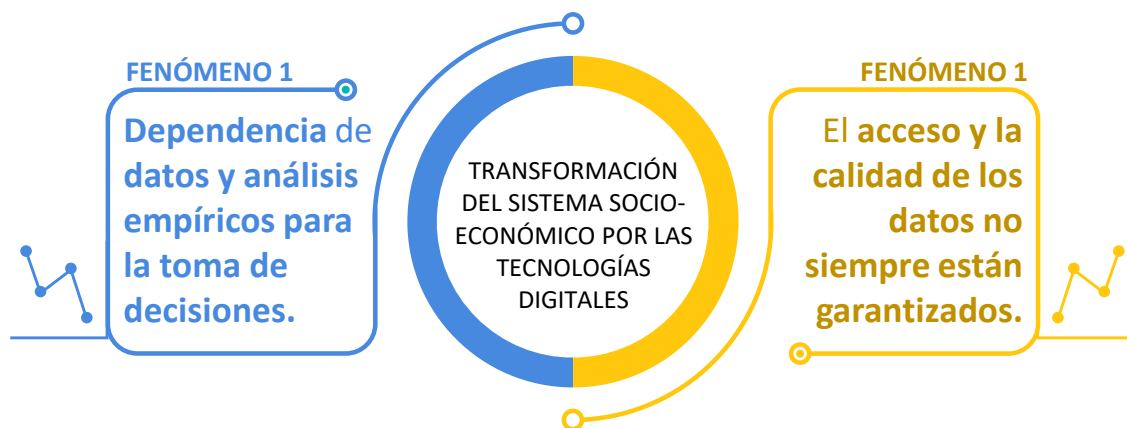 FENÓMENO 1
Dependencia de
datos y análisis
empíricos para
la toma de
decisiones.
TRANSFORMACIÓN
DEL SISTEMA SOCIO-
ECONÓMICO POR LAS
TECNOLOGÍAS
DIGITALES
FENÓMENO 1
El acceso y la
calidad de los
datos no
siempre están
garantizados.